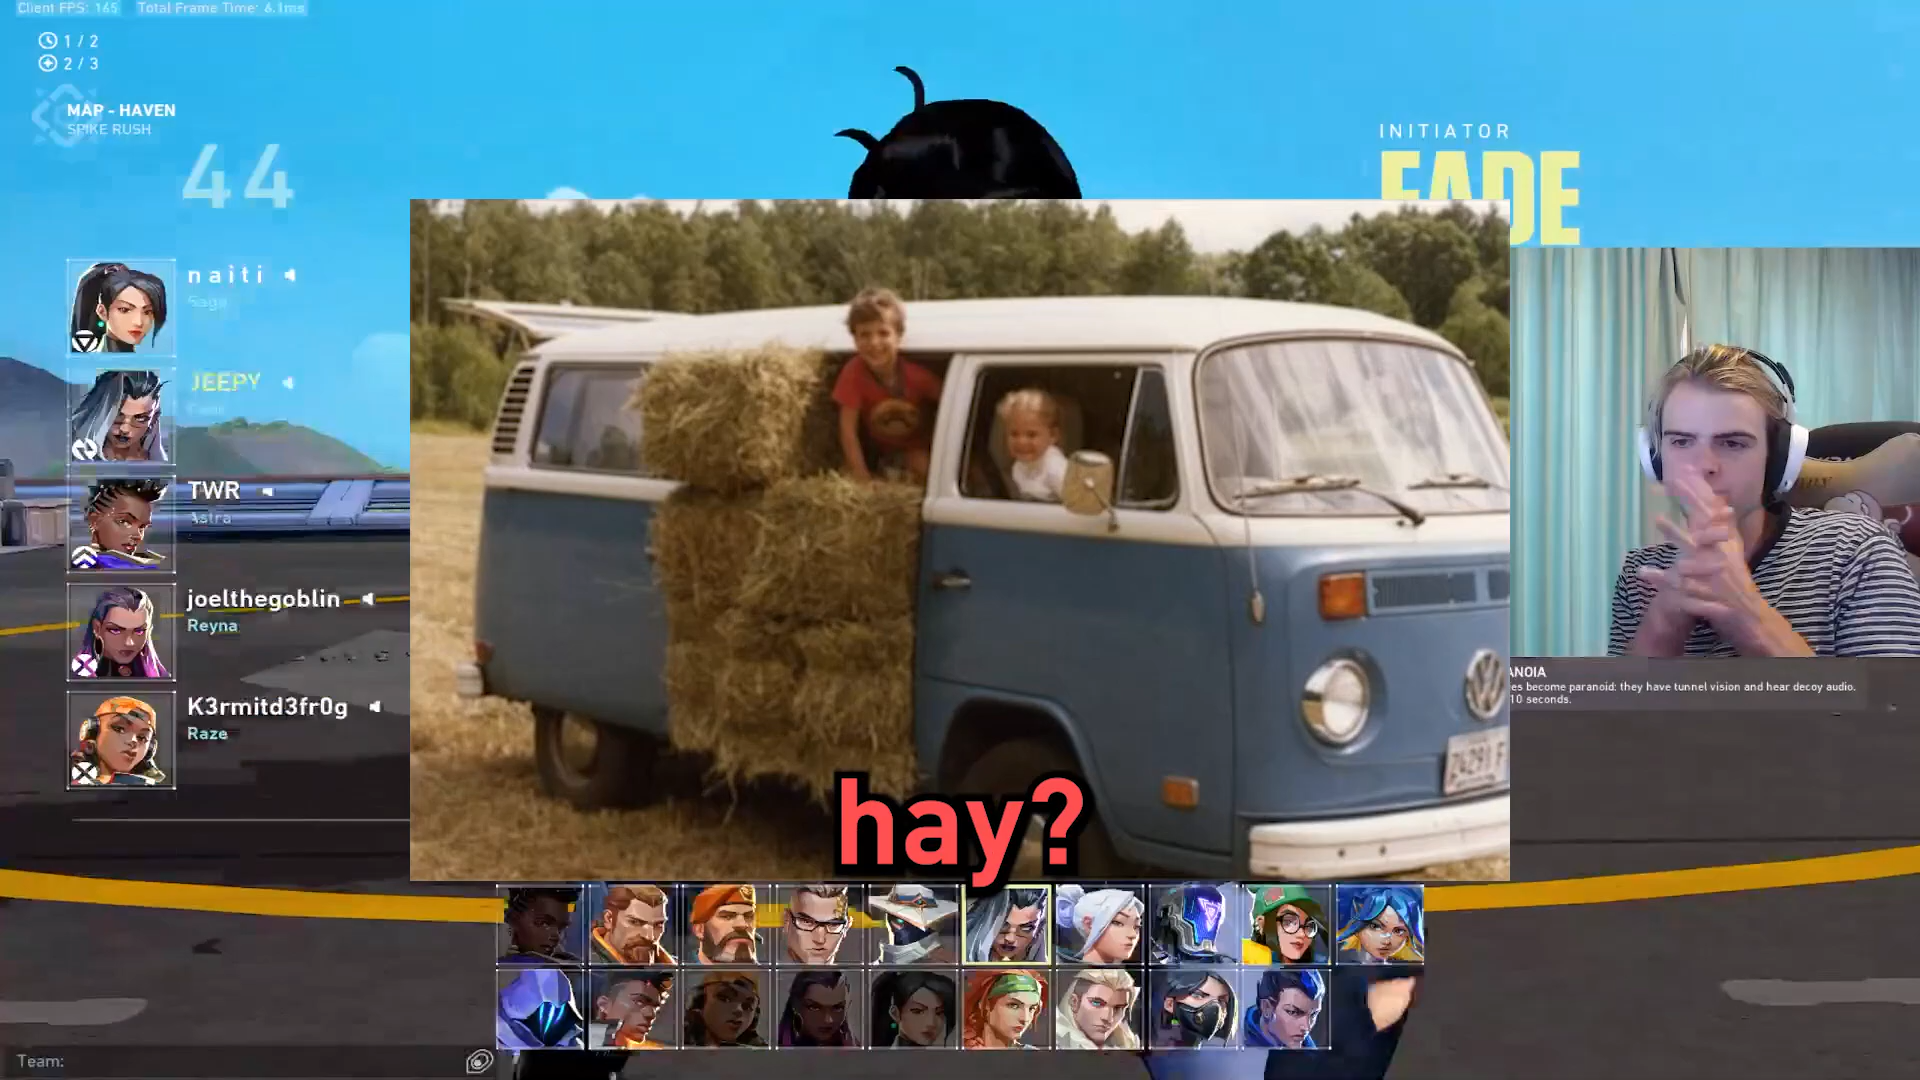 Client FPS: 165 Total Frame Time: 6.1ms
1 / 2
2 / 3
MAP - HAVEN
SPIKE RUSH
44
INITIATOR
FADE
naiti
Sage
JEEPY
TWR
Astra
joelthegoblin
Reyna
K3rmitd3fr0g
Raze
ANOIA
es become paranoid: they have tunnel vision and hear decoy audio.
10 seconds.
hay?
Team: